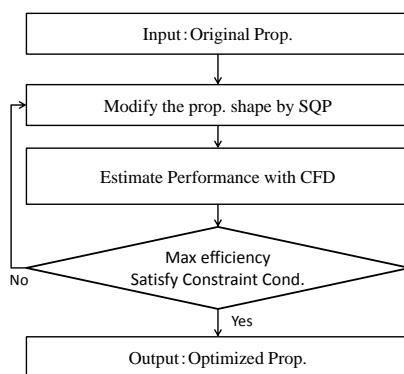 Input：Original Prop.
Modify the prop. shape by SQP
Estimate Performance with CFD
Max efficiency
Satisfy Constraint Cond.
No
Yes
Output：Optimized Prop.